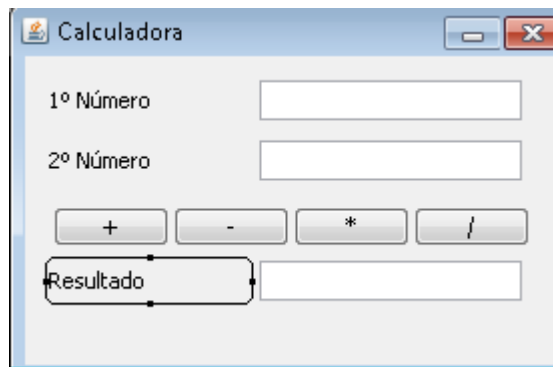 Calculadora
1º Número
2º Número
+ - * /
Resultado